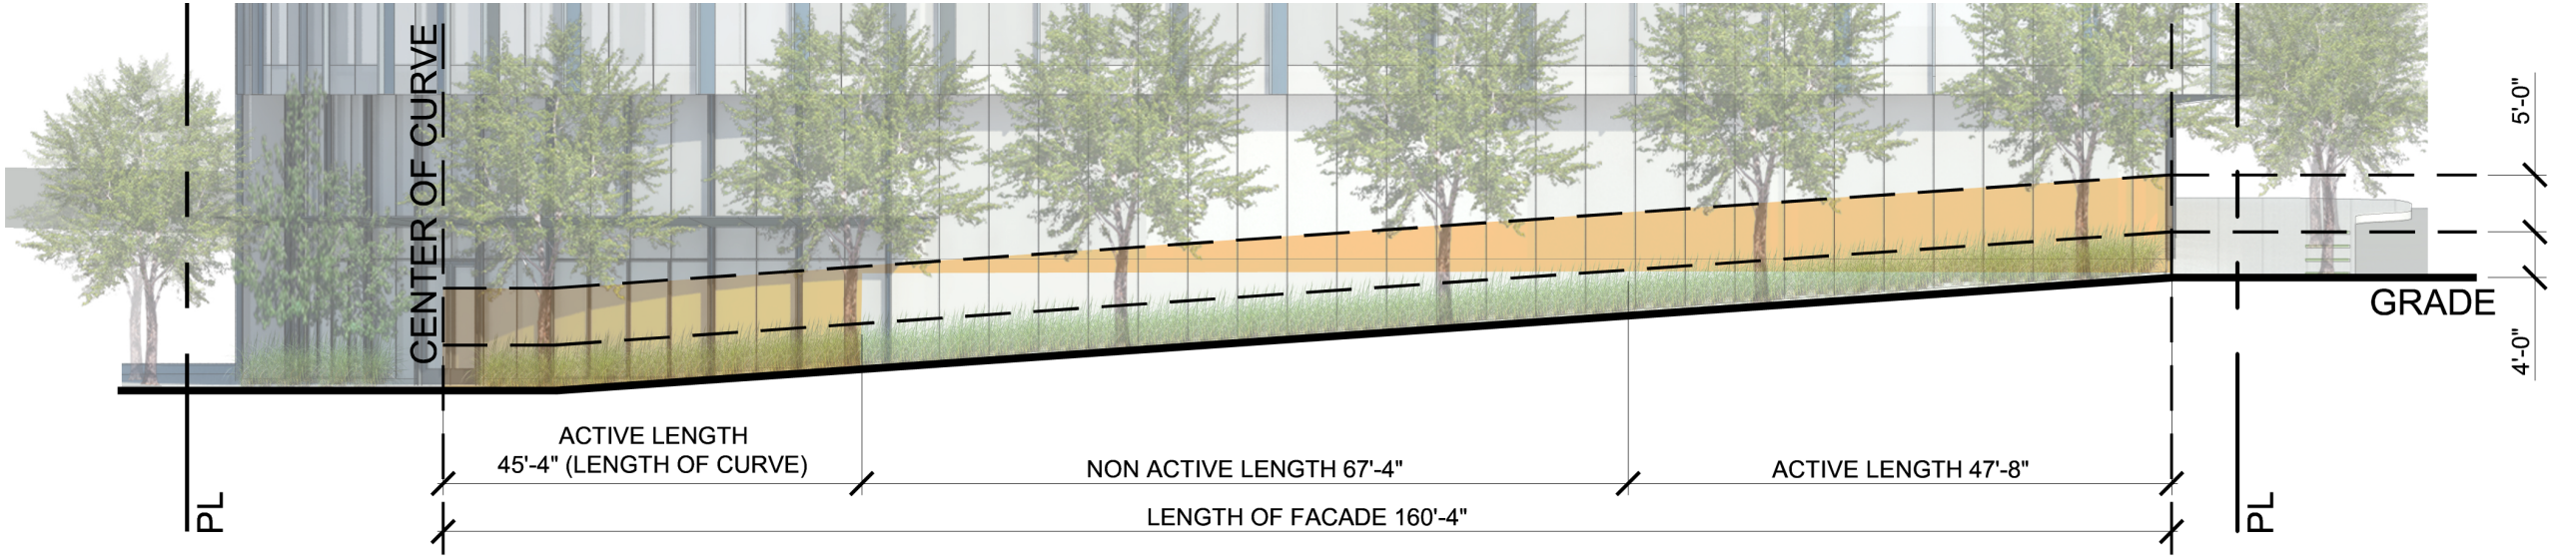 CENTER OF CURVE
5'-0"
GRADE
4'-0"
ACTIVE LENGTH
45'-4" (LENGTH OF CURVE)
NON ACTIVE LENGTH 67'-4"
ACTIVE LENGTH 47'-8"
PL
LENGTH OF FACADE 160'-4"
PL